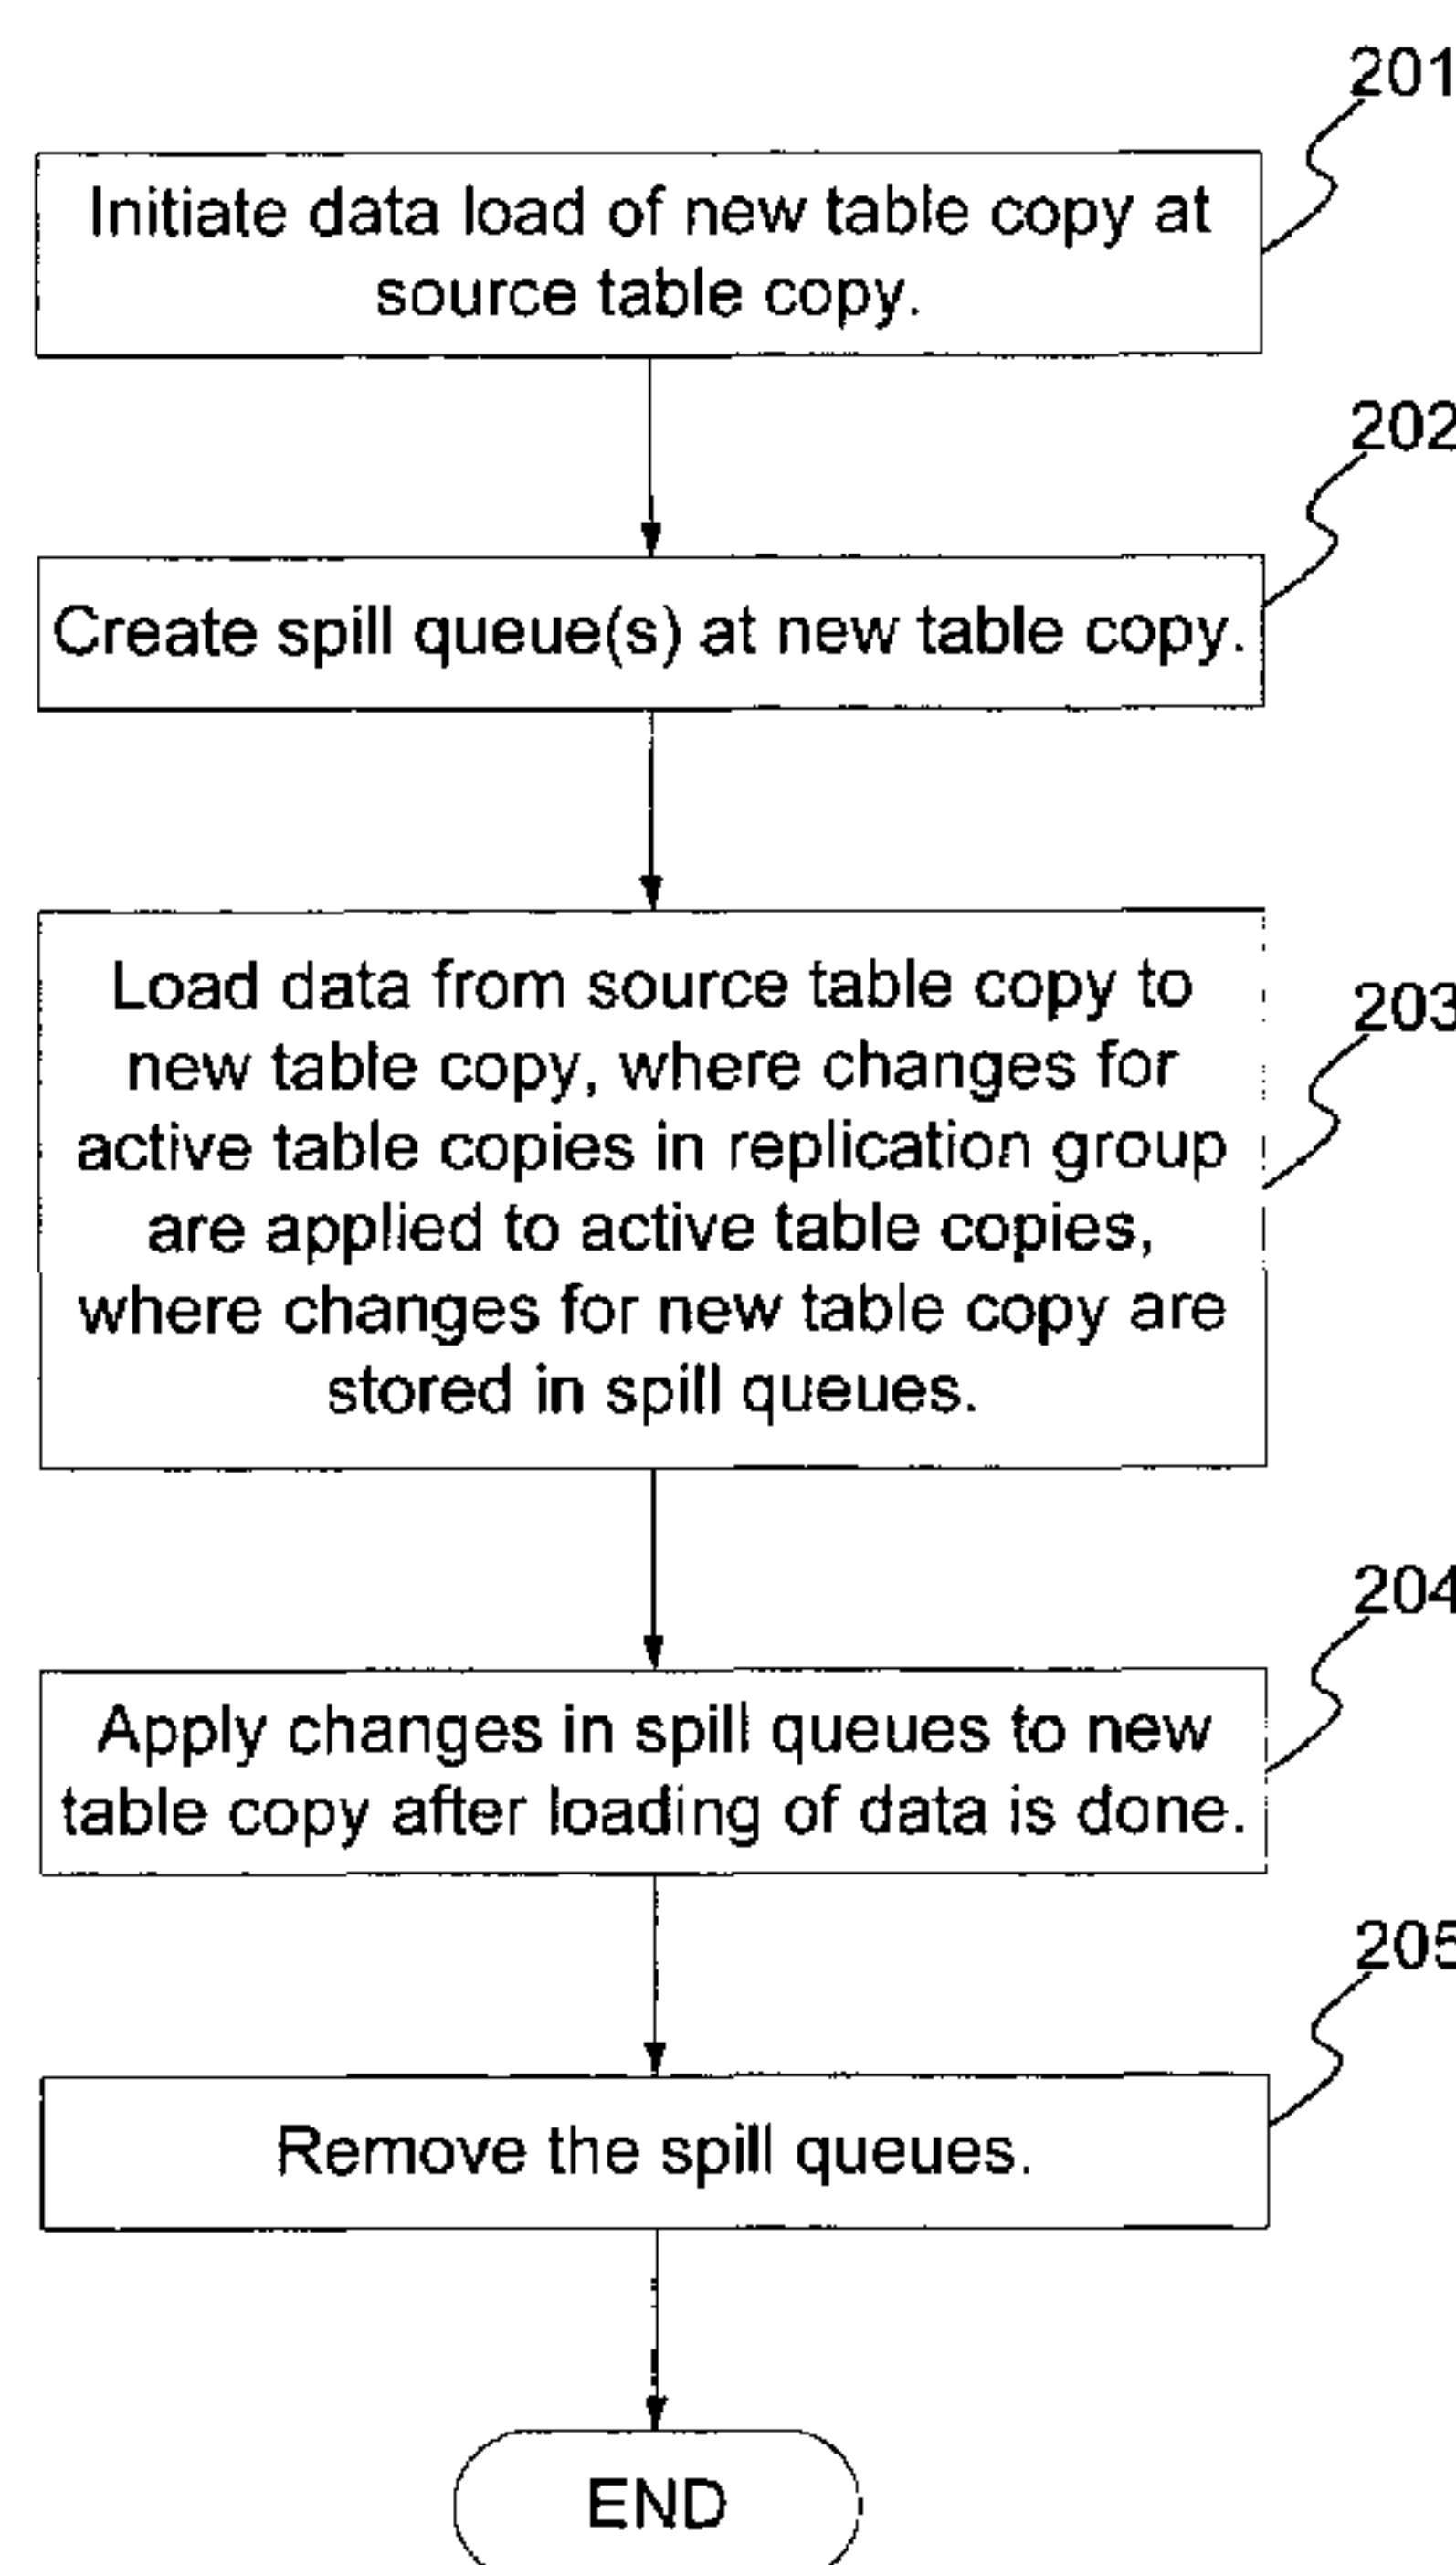 201
Initiate data load of new table copy at
source table copy.
202
Create spill queue(s) at new table copy.
203
Load data from source table copy to
new table copy, where changes for
active table copies in replication group
are applied to active table copies,
where changes for new table copy are
stored in spill queues.
204
Apply changes in spill queues to new
table copy after loading of data is done.
205
Remove the spill queues.
END